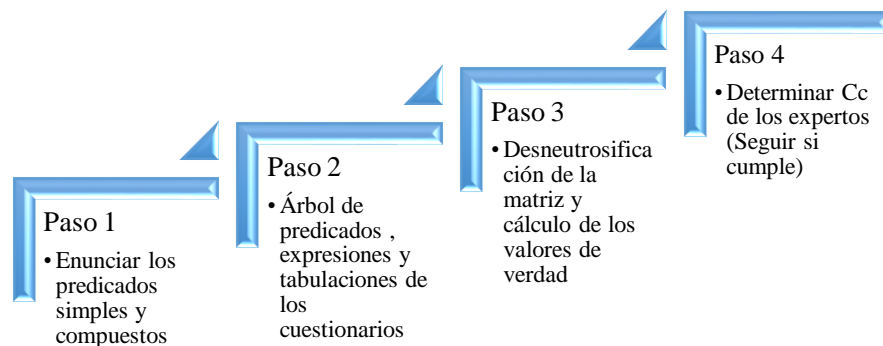 Paso 1
• Enunciar los
predicados
simples y
compuestos
Paso 2
• Árbol de
predicados ,
expresiones y
tabulaciones de
los
cuestionarios
Paso 3
• Desneutrosifica
ción de la
matriz y
cálculo de los
valores de
verdad
Paso 4
• Determinar Cc
de los expertos
(Seguir si
cumple)